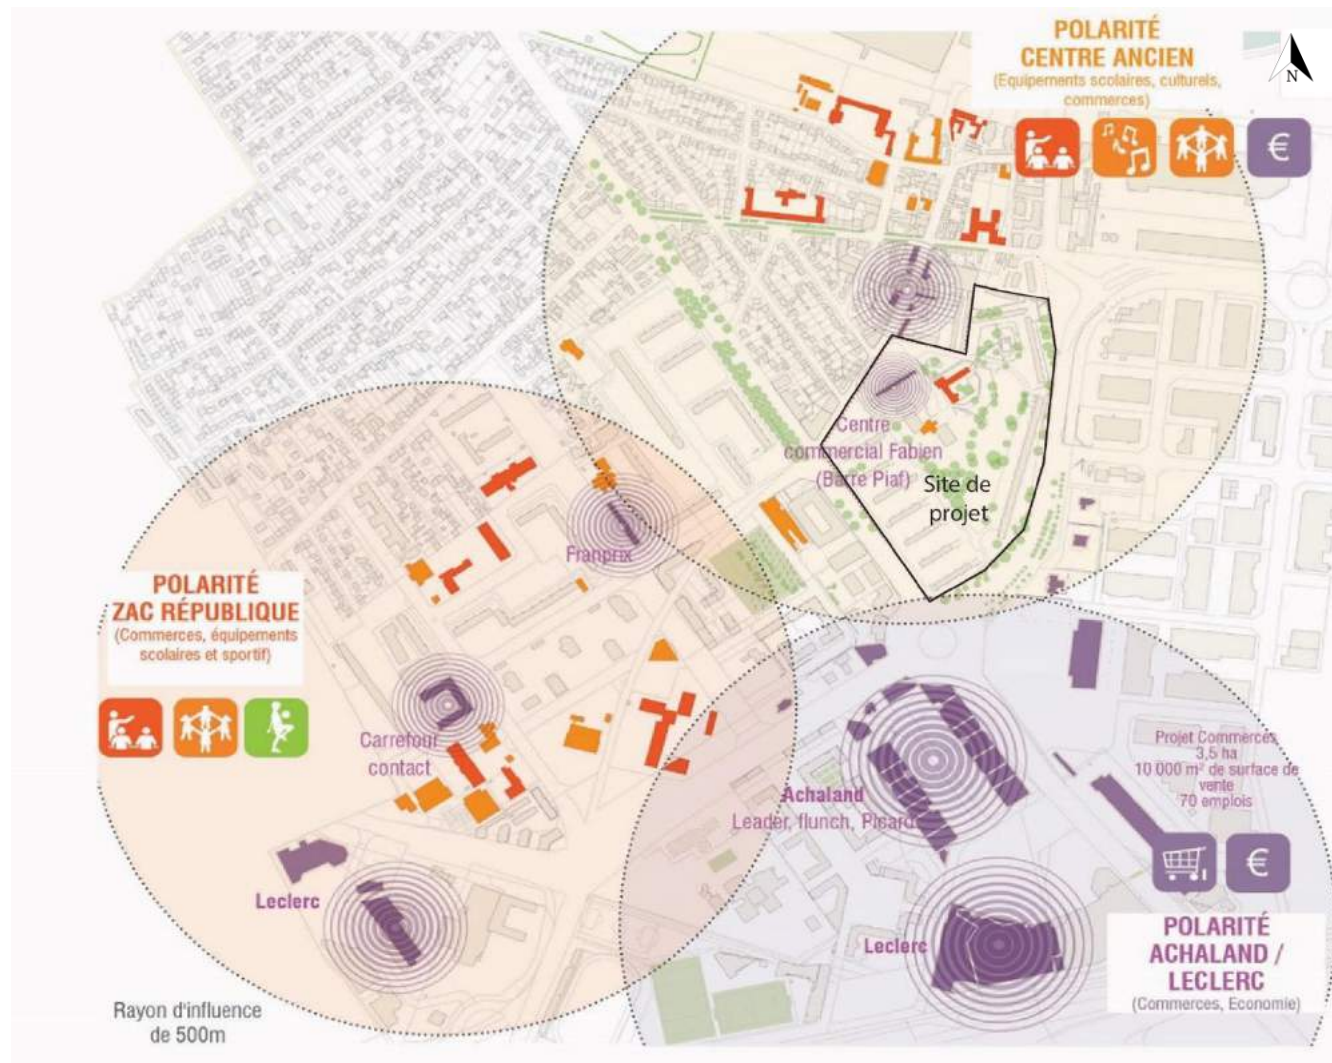 POLARITÉ
CENTRE ANCIEN
(Equipements scolaires, culturels,
commerces)
N
€
Centre
commercial Fabien
(Barre Piaf)
Site de
projet
Franprix
POLARITÉ
ZAC RÉPUBLIQUE
(Commerces, équipements
scolaires et sportif)
Carrefour
contact
Projet Commerces
3,5 ha
10 000 m² de surface de
vente
70 emplois
Achaland
Leader, flunch, Picard
€
Leclerc
Leclerc
POLARITÉ
ACHALAND /
LECLERC
(Commerces, Economie)
Rayon d'influence
de 500m